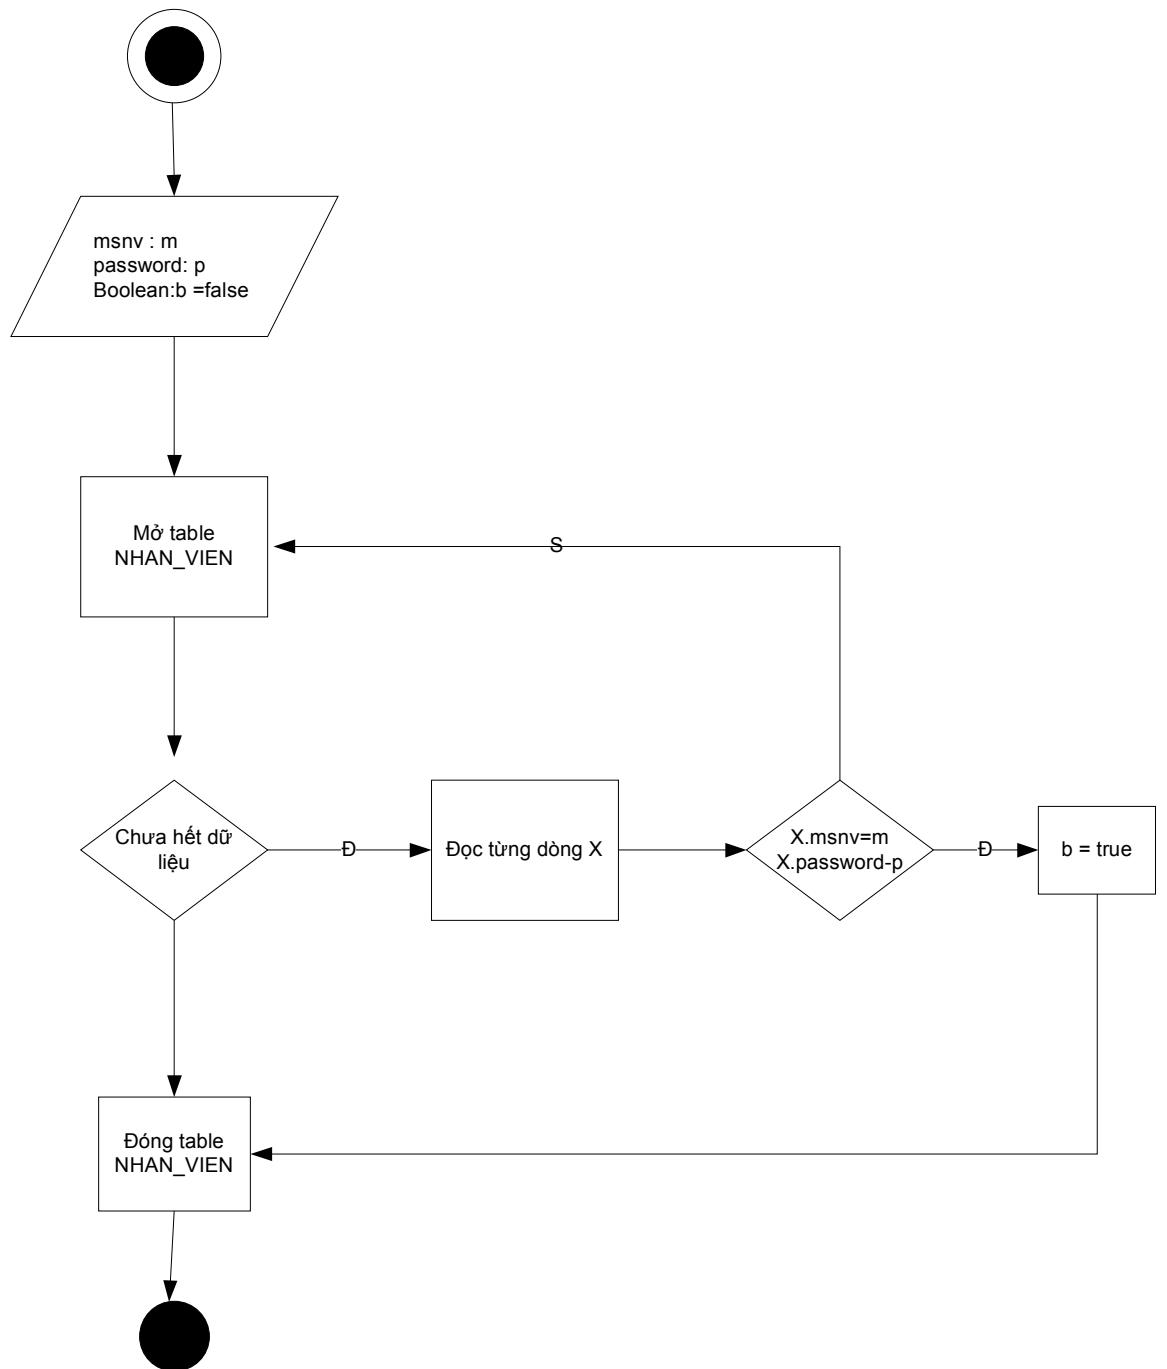 msnv : m
password: p
Boolean:b =false
Mở table
NHAN_VIEN
S
Chưa hết dữ
liệu
Đ
Đọc từng dòng X
X.msnv=m
X.password-p
Đ
b = true
Đóng table
NHAN_VIEN